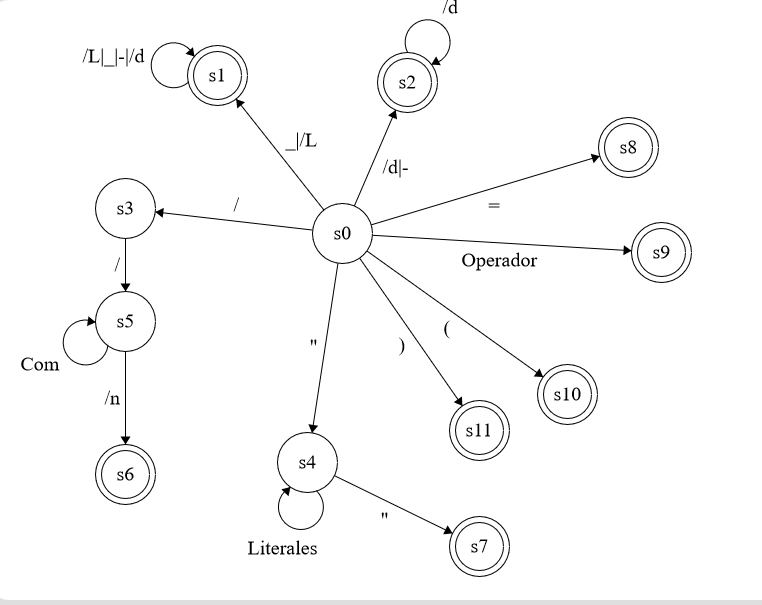 /d
/L|_|-|/d
s1
s2
_|/L
/d|-
s8
s3
/
s0
=
s9
Operador
/
s5
"
)
(
Com
/n
s10
s11
s6
s4
"
s7
Literales